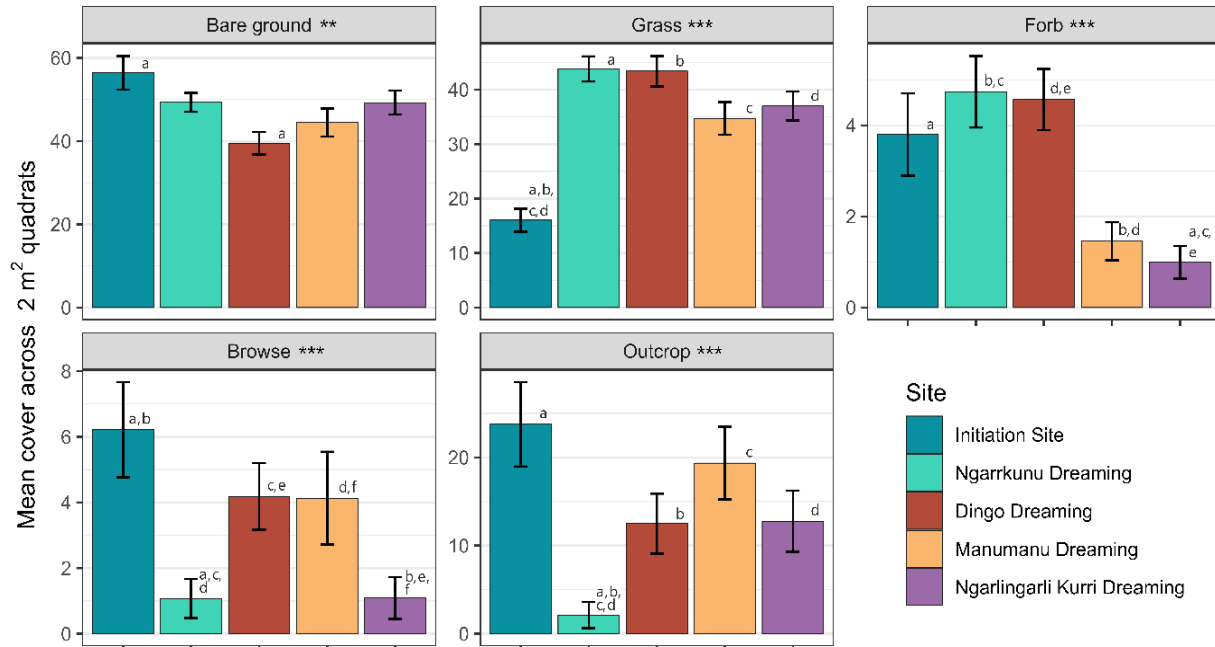 Mean cover across 2 m² quadrats
Bare ground **
60
40
20
0
a
a
Grass ***
40
30
20
10
0
a,b,
c,d
a
b
c
d
Forb ***
4
2
0
a
b,c
d,e
b,d
a,c,
e
Browse ***
8
6
4
2
0
a,b
a,c,
d
c,e
d,f
b,e,
f
Outcrop ***
20
10
0
a
a,b,
c,d
b
c
d
Site
Initiation Site
Ngarrkunu Dreaming
Dingo Dreaming
Manumanu Dreaming
Ngarlingarli Kurri Dreaming